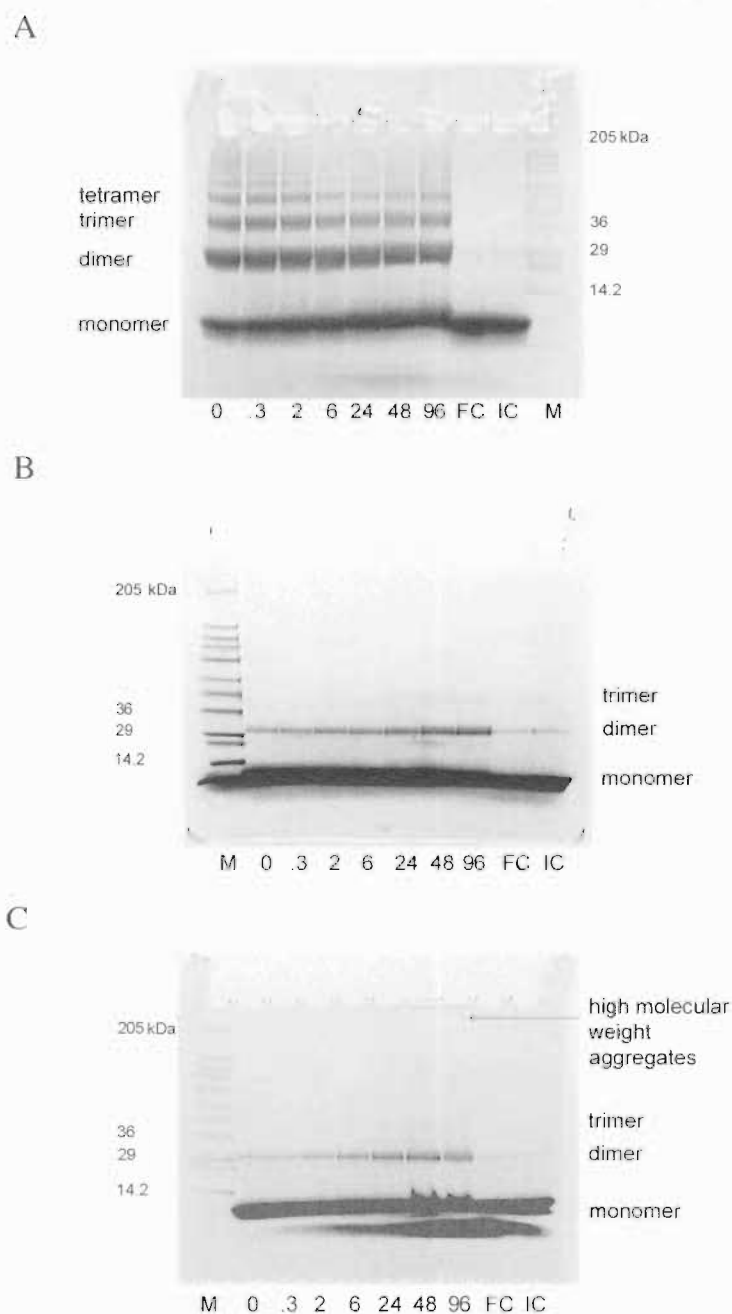 A
205 kDa
tetramer
trimer
36
dimer
29
14.2
monomer
0 .3 2 6 24 48 96 FC IC M
B
205 kDa
trimer
36
29
dimer
14.2
monomer
M 0 .3 2 6 24 48 96 FC IC
C
high molecular
205 kDa
weight
aggregates
trimer
36
29
dimer
14.2
monomer
M 0 .3 2 6 24 48 96 FC IC